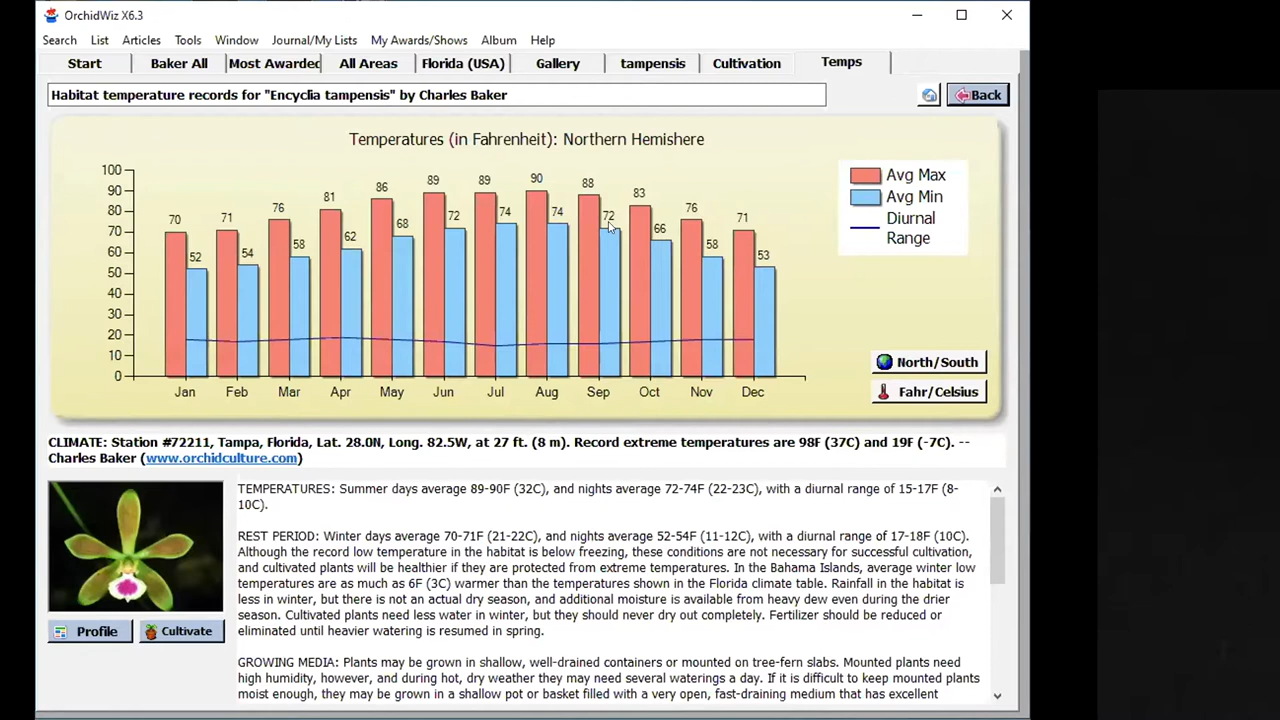 OrchidWiz X6.3
Search List Articles Tools Window Journal/My Lists My Awards/Shows Album Help
Start Baker All Most Awarded All Areas Florida (USA) Gallery tampensis Cultivation Temps
Habitat temperature records for "Encyclia tampensis" by Charles Baker
Back
Temperatures (in Fahrenheit): Northern Hemishere
100
90
80
70
60
50
40
30
20
10
0
70 52 71 54 76 58 81 62 86 68 89 72 89 74 90 74 88 72 83 66 76 58 71 53
Jan Feb Mar Apr May Jun Jul Aug Sep Oct Nov Dec
Avg Max
Avg Min
Diurnal
Range
North/South
Fahr/Celsius
CLIMATE: Station #72211, Tampa, Florida, Lat. 28.0N, Long. 82.5W, at 27 ft. (8 m). Record extreme temperatures are 98F (37C) and 19F (-7C). --
Charles Baker (www.orchidculture.com)
TEMPERATURES: Summer days average 89-90F (32C), and nights average 72-74F (22-23C), with a diurnal range of 15-17F (8-
10C).
REST PERIOD: Winter days average 70-71F (21-22C), and nights average 52-54F (11-12C), with a diurnal range of 17-18F (10C).
Although the record low temperature in the habitat is below freezing, these conditions are not necessary for successful cultivation,
and cultivated plants will be healthier if they are protected from extreme temperatures. In the Bahama Islands, average winter low
temperatures are as much as 6F (3C) warmer than the temperatures shown in the Florida climate table. Rainfall in the habitat is
less in winter, but there is not an actual dry season, and additional moisture is available from heavy dew even during the drier
season. Cultivated plants need less water in winter, but they should never dry out completely. Fertilizer should be reduced or
eliminated until heavier watering is resumed in spring.
GROWING MEDIA: Plants may be grown in shallow, well-drained containers or mounted on tree-fern slabs. Mounted plants need
high humidity, however, and during hot, dry weather they may need several waterings a day. If it is difficult to keep mounted plants
moist enough, they may be grown in a shallow pot or basket filled with a very open, fast-draining medium that has excellent
Profile Cultivate